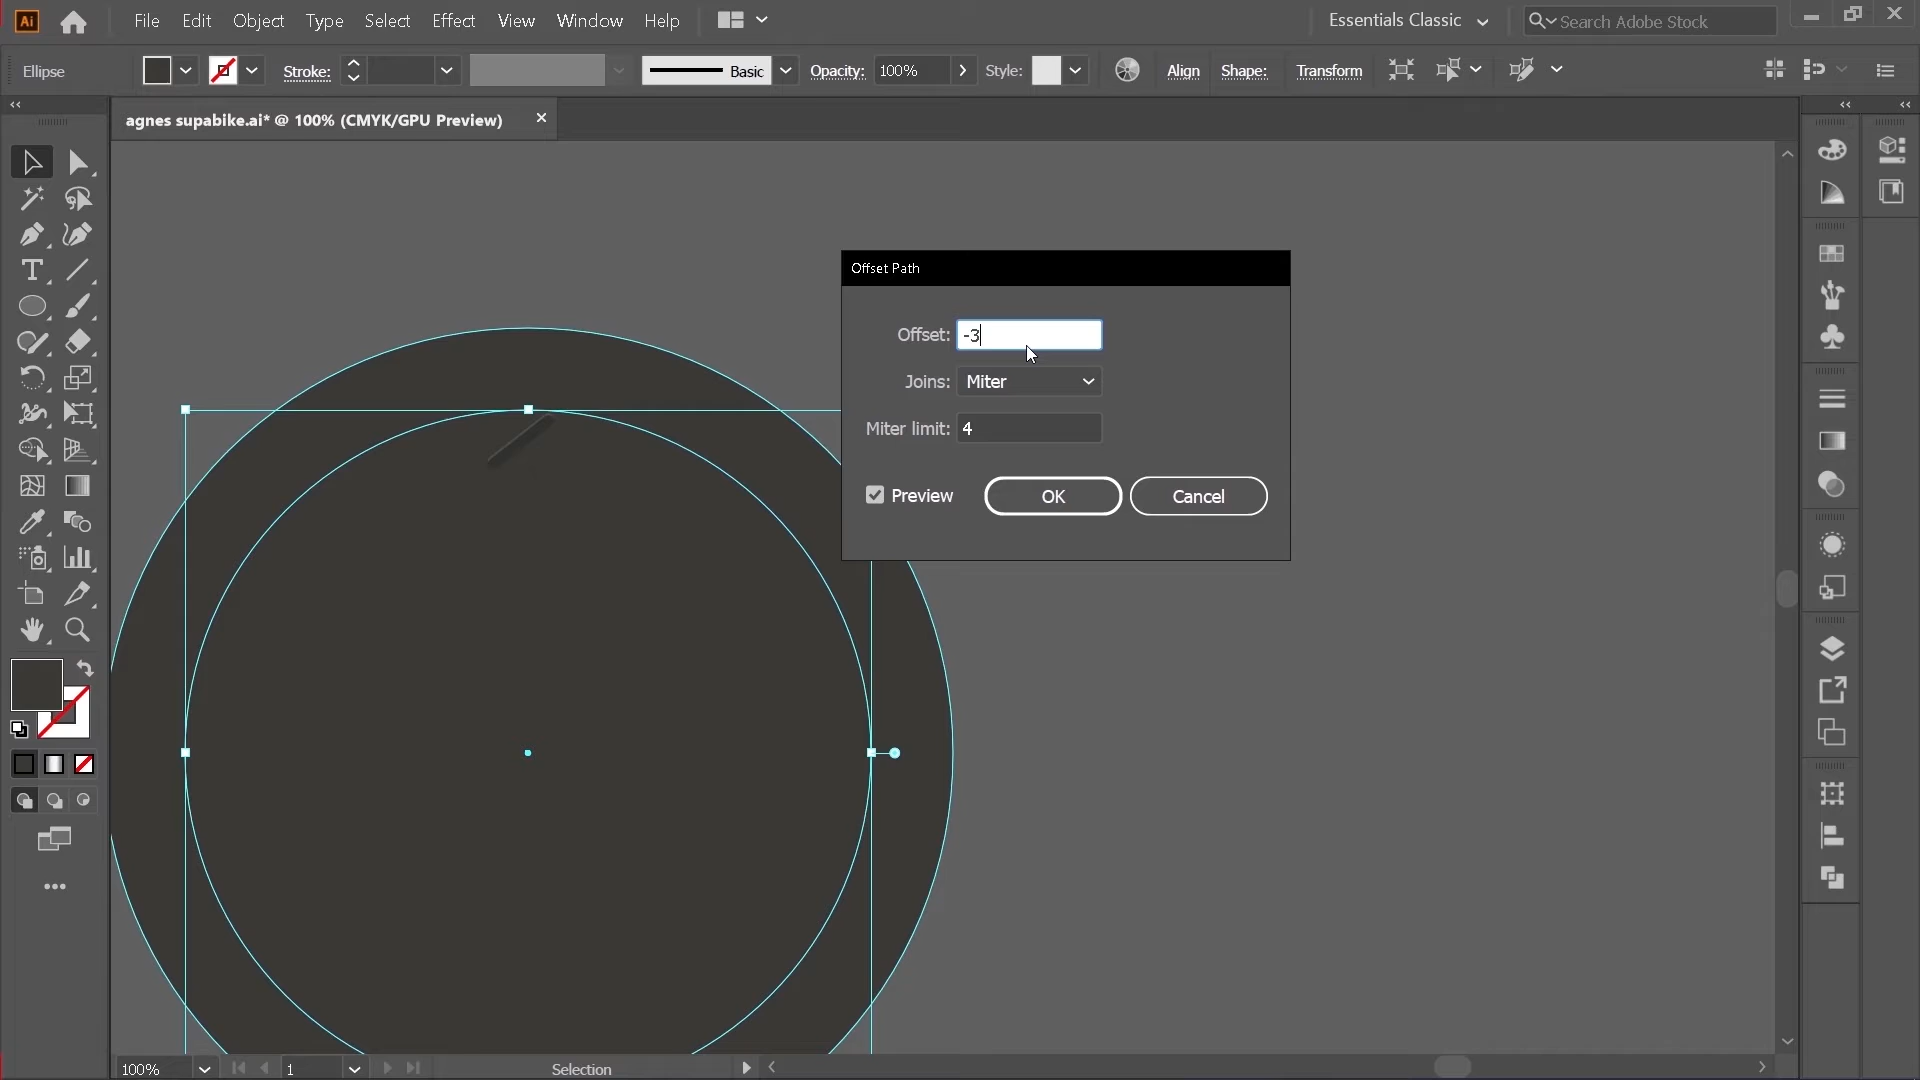 Ai File Edit Object Type Select Effect View Window Help Essentials Classic Search Adobe Stock
Ellipse Stroke: Basic Opacity: 100% Style: Align Shape: Transform
agnes supabike.ai* @ 100% (CMYK/GPU Preview)
Offset Path
Offset: -3
Joins: Miter
Miter limit: 4
Preview OK Cancel
100% 1 Selection